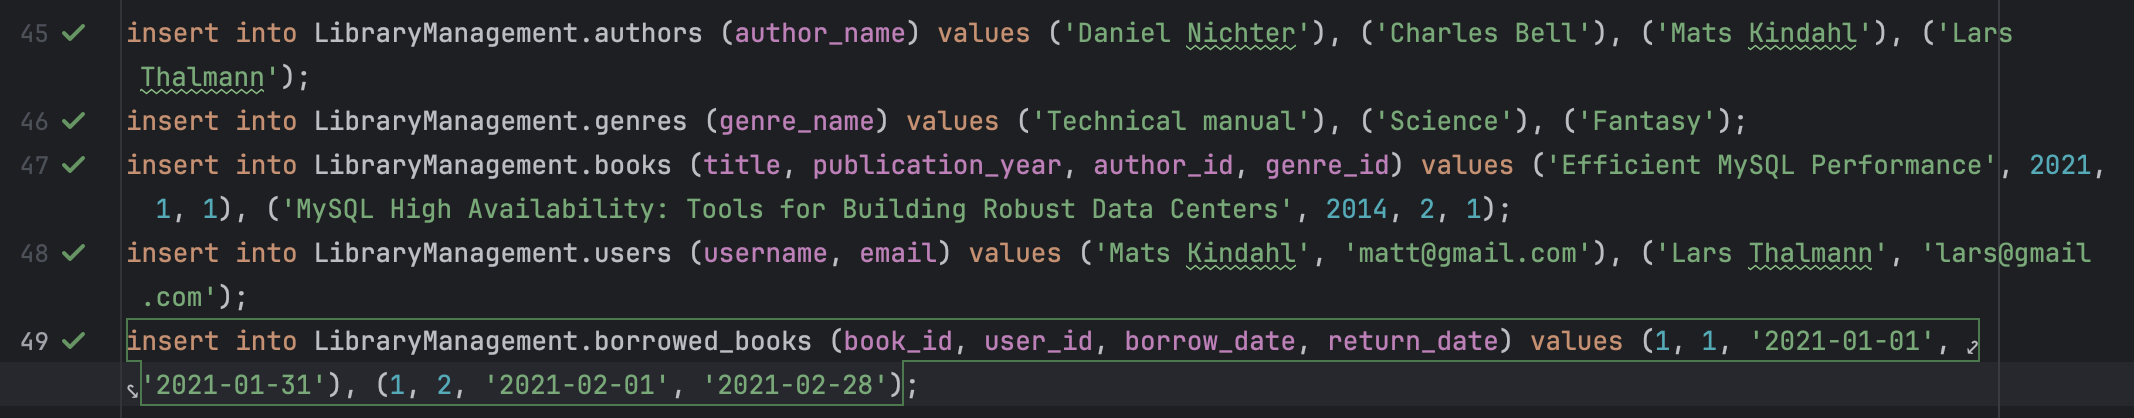 45 insert into LibraryManagement.authors (author_name) values ('Daniel Nichter'), ('Charles Bell'), ('Mats Kindahl'), ('Lars
Thalmann');
46 insert into LibraryManagement.genres (genre_name) values ('Technical manual'), ('Science'), ('Fantasy');
47 insert into LibraryManagement.books (title, publication_year, author_id, genre_id) values ('Efficient MySQL Performance', 2021,
1, 1), ('MySQL High Availability: Tools for Building Robust Data Centers', 2014, 2, 1);
48 insert into LibraryManagement.users (username, email) values ('Mats Kindahl', 'matt@gmail.com'), ('Lars Thalmann', 'lars@gmail
.com');
49 insert into LibraryManagement.borrowed_books (book_id, user_id, borrow_date, return_date) values (1, 1, '2021-01-01',
'2021-01-31'), (1, 2, '2021-02-01', '2021-02-28');